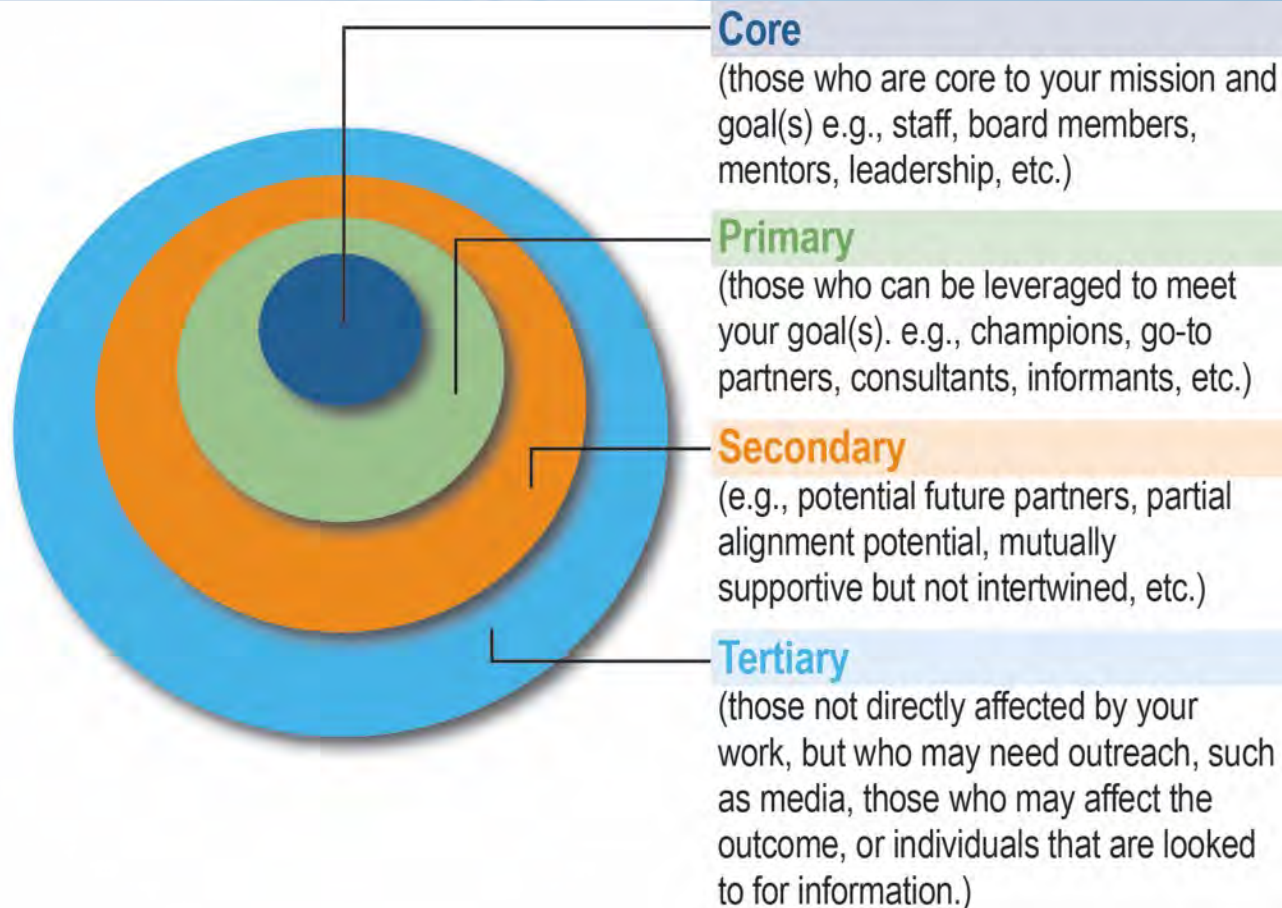 Core
(those who are core to your mission and
goal(s) e.g., staff, board members,
mentors, leadership, etc.)
Primary
(those who can be leveraged to meet
your goal(s). e.g., champions, go-to
partners, consultants, informants, etc.)
Secondary
(e.g., potential future partners, partial
alignment potential, mutually
supportive but not intertwined, etc.)
Tertiary
(those not directly affected by your
work, but who may need outreach, such
as media, those who may affect the
outcome, or individuals that are looked
to for information.)